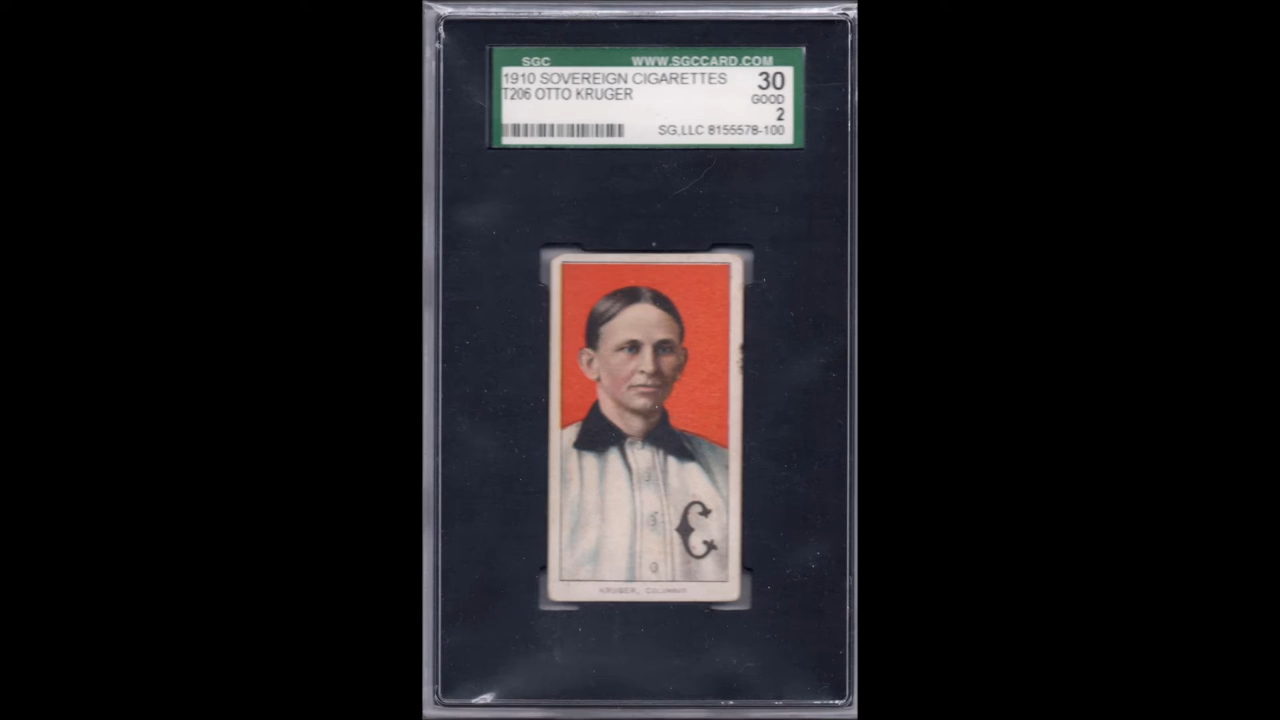 SGC WWW.SGCCARD.COM
1910 SOVEREIGN CIGARETTES 30
T206 OTTO KRUGER GOOD
2
SG,LLC 8155578-100
C
KRUGER, COLUMBUS